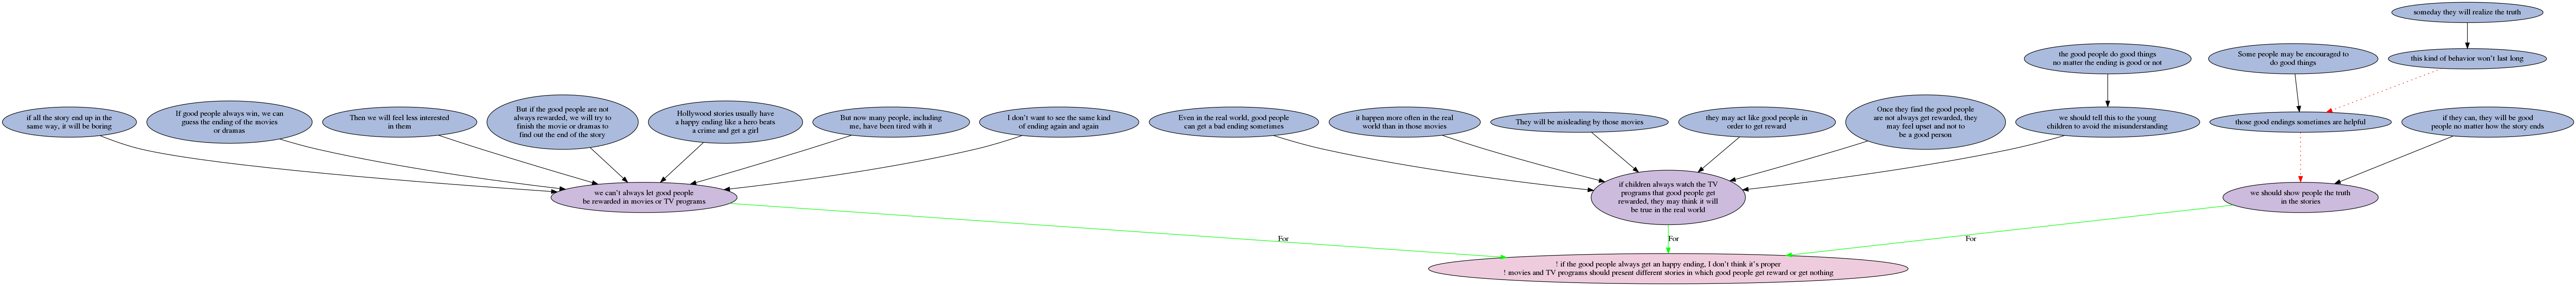 someday they will realize the truth
the good people do good things
no matter the ending is good or not
Some people may be encouraged to
do good things
this kind of behavior won't last long
if all the story end up in the
same way, it will be boring
If good people always win, we can
guess the ending of the movies
or dramas
Then we will feel less interested
in them
But if the good people are not
always rewarded, we will try to
finish the movie or dramas to
find out the end of the story
Hollywood stories usually have
a happy ending like a hero beats
a crime and get a girl
But now many people, including
me, have been tired with it
I don't want to see the same kind
of ending again and again
Even in the real world, good people
can get a bad ending sometimes
it happen more often in the real
world than in those movies
They will be misleading by those movies
they may act like good people in
order to get reward
Once they find the good people
are not always get rewarded, they
may feel upset and not to
be a good person
we should tell this to the young
children to avoid the misunderstanding
those good endings sometimes are helpful
if they can, they will be good
people no matter how the story ends
we can't always let good people
be rewarded in movies or TV programs
if children always watch the TV
programs that good people get
rewarded, they may think it will
be true in the real world
we should show people the truth
in the stories
For
For
For
! if the good people always get an happy ending, I don't think it's proper
! movies and TV programs should present different stories in which good people get reward or get nothing